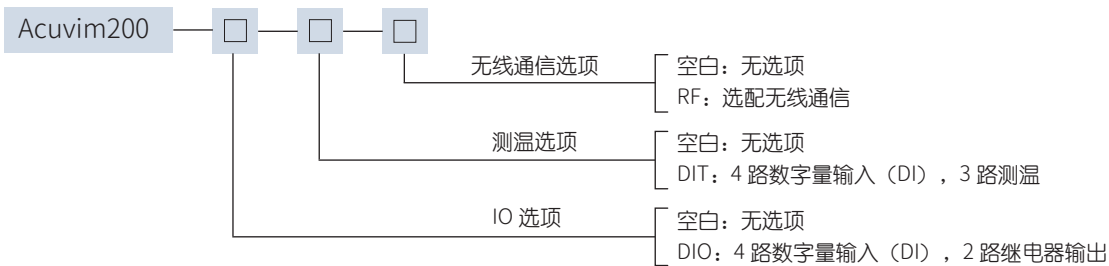 Acuvim200 — □ — □ — □
无线通信选项
空白：无选项
RF：选配无线通信
测温选项
空白：无选项
DIT：4 路数字量输入（DI），3 路测温
IO 选项
空白：无选项
DIO：4 路数字量输入（DI），2 路继电器输出